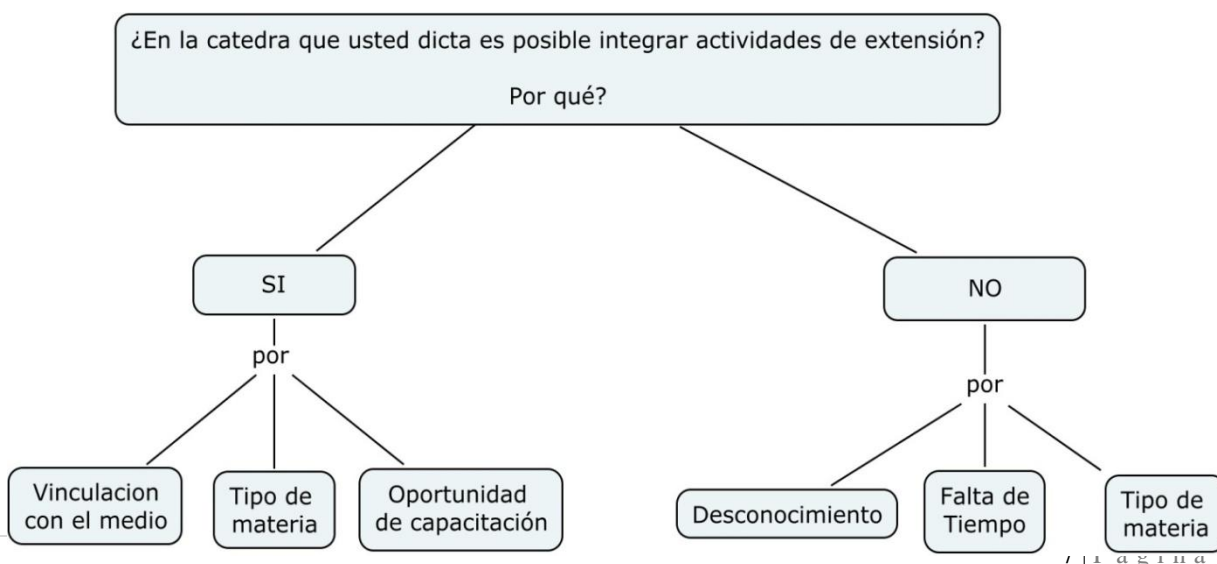 ¿En la catedra que usted dicta es posible integrar actividades de extensión?
Por qué?
SI
NO
por
por
Vinculacion
con el medio
Tipo de
materia
Oportunidad
de capacitación
Desconocimiento
Falta de
Tiempo
Tipo de
materia